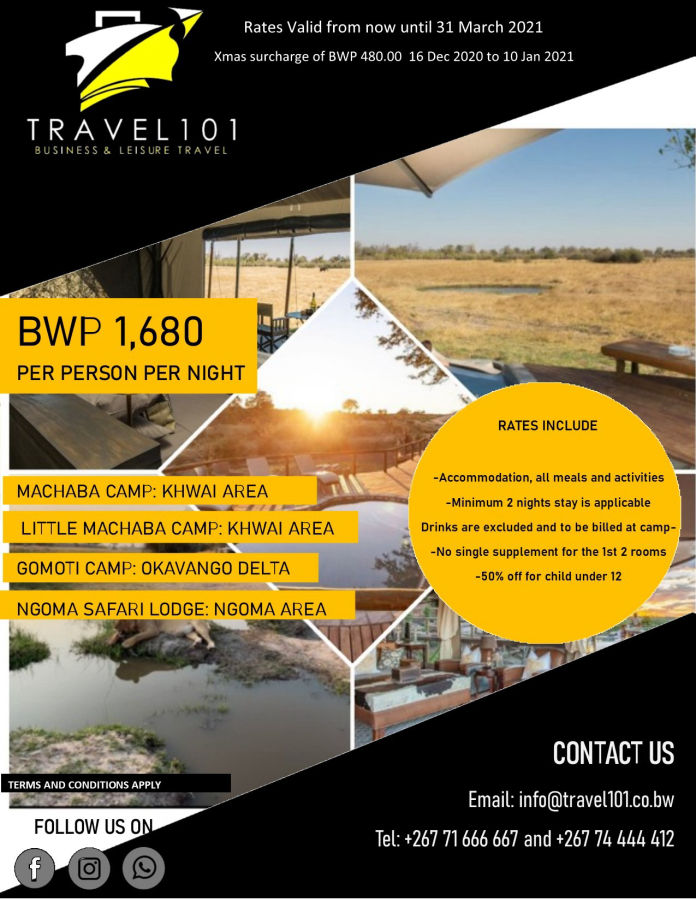 Rates Valid from now until 31 March 2021
Xmas surcharge of BWP 480.00 16 Dec 2020 to 10 Jan 2021
TRAVEL101
BUSINESS & LEISURE TRAVEL
BWP 1,680
PER PERSON PER NIGHT
RATES INCLUDE
-Accommodation, all meals and activities
-Minimum 2 nights stay is applicable
Drinks are excluded and to be billed at camp-
-No single supplement for the 1st 2 rooms
-50% off for child under 12
MACHABA CAMP: KHWAI AREA
LITTLE MACHABA CAMP: KHWAI AREA
GOMOTI CAMP: OKAVANGO DELTA
NGOMA SAFARI LODGE: NGOMA AREA
CONTACT US
Email: info@travel101.co.bw
Tel: +267 71 666 667 and +267 74 444 412
TERMS AND CONDITIONS APPLY
FOLLOW US ON